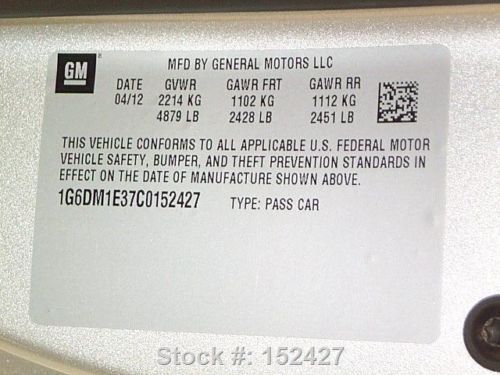 GM
MFD BY GENERAL MOTORS LLC
DATE GVWR GAWR FRT GAWR RR
04/12 2214 KG 1102 KG 1112 KG
4879 LB 2428 LB 2451 LB
THIS VEHICLE CONFORMS TO ALL APPLICABLE U.S. FEDERAL MOTOR
VEHICLE SAFETY, BUMPER, AND THEFT PREVENTION STANDARDS IN
EFFECT ON THE DATE OF MANUFACTURE SHOWN ABOVE.
1G6DM1E37C0152427 TYPE: PASS CAR
Stock #: 152427